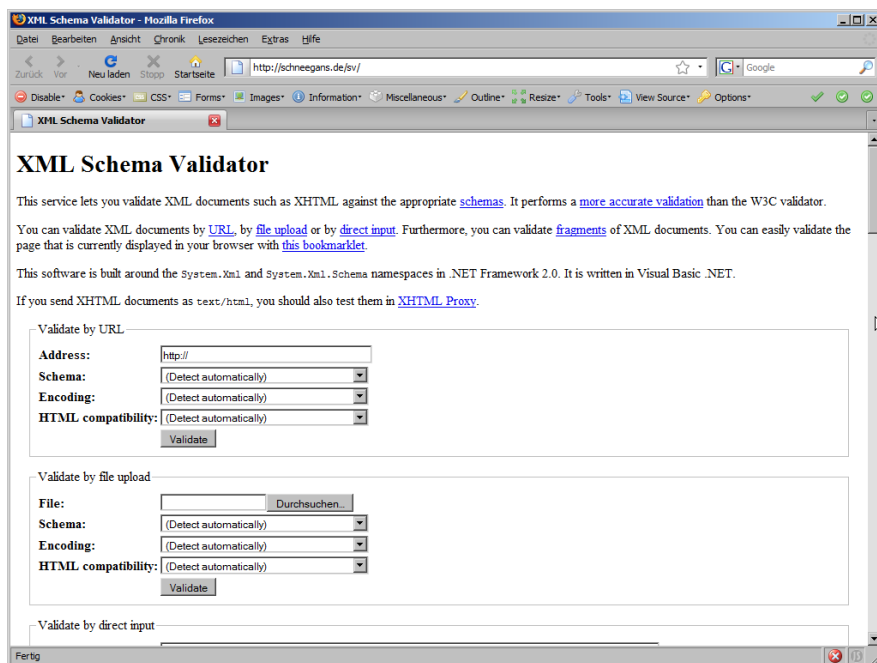 XML Schema Validator - Mozilla Firefox
Datei Bearbeiten Ansicht Chronik Lesezeichen Extras Hilfe
Zurück Vor Neu laden Stopp Startseite http://schneegans.de/sv/ G Google
Disable Cookies CSS Forms Images Information Miscellaneous Outline Resize Tools View Source Options
XML Schema Validator
XML Schema Validator
This service lets you validate XML documents such as XHTML against the appropriate schemas. It performs a more accurate validation than the W3C validator.
You can validate XML documents by URL, by file upload or by direct input. Furthermore, you can validate fragments of XML documents. You can easily validate the
page that is currently displayed in your browser with this bookmarklet.
This software is built around the System.Xml and System.Xml.Schema namespaces in .NET Framework 2.0. It is written in Visual Basic .NET.
If you send XHTML documents as text/html, you should also test them in XHTML Proxy.
Validate by URL
Address: http://
Schema: (Detect automatically)
Encoding: (Detect automatically)
HTML compatibility: (Detect automatically)
Validate
Validate by file upload
File: Durchsuchen..
Schema: (Detect automatically)
Encoding: (Detect automatically)
HTML compatibility: (Detect automatically)
Validate
Validate by direct input
Fertig